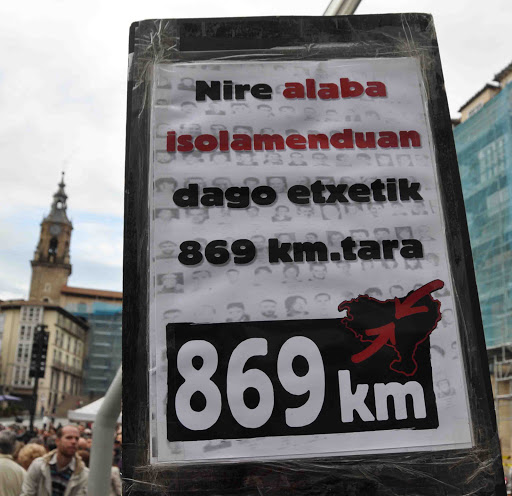 Nire alaba
isolamenduan
dago etxetik
869 km.tara
869 km